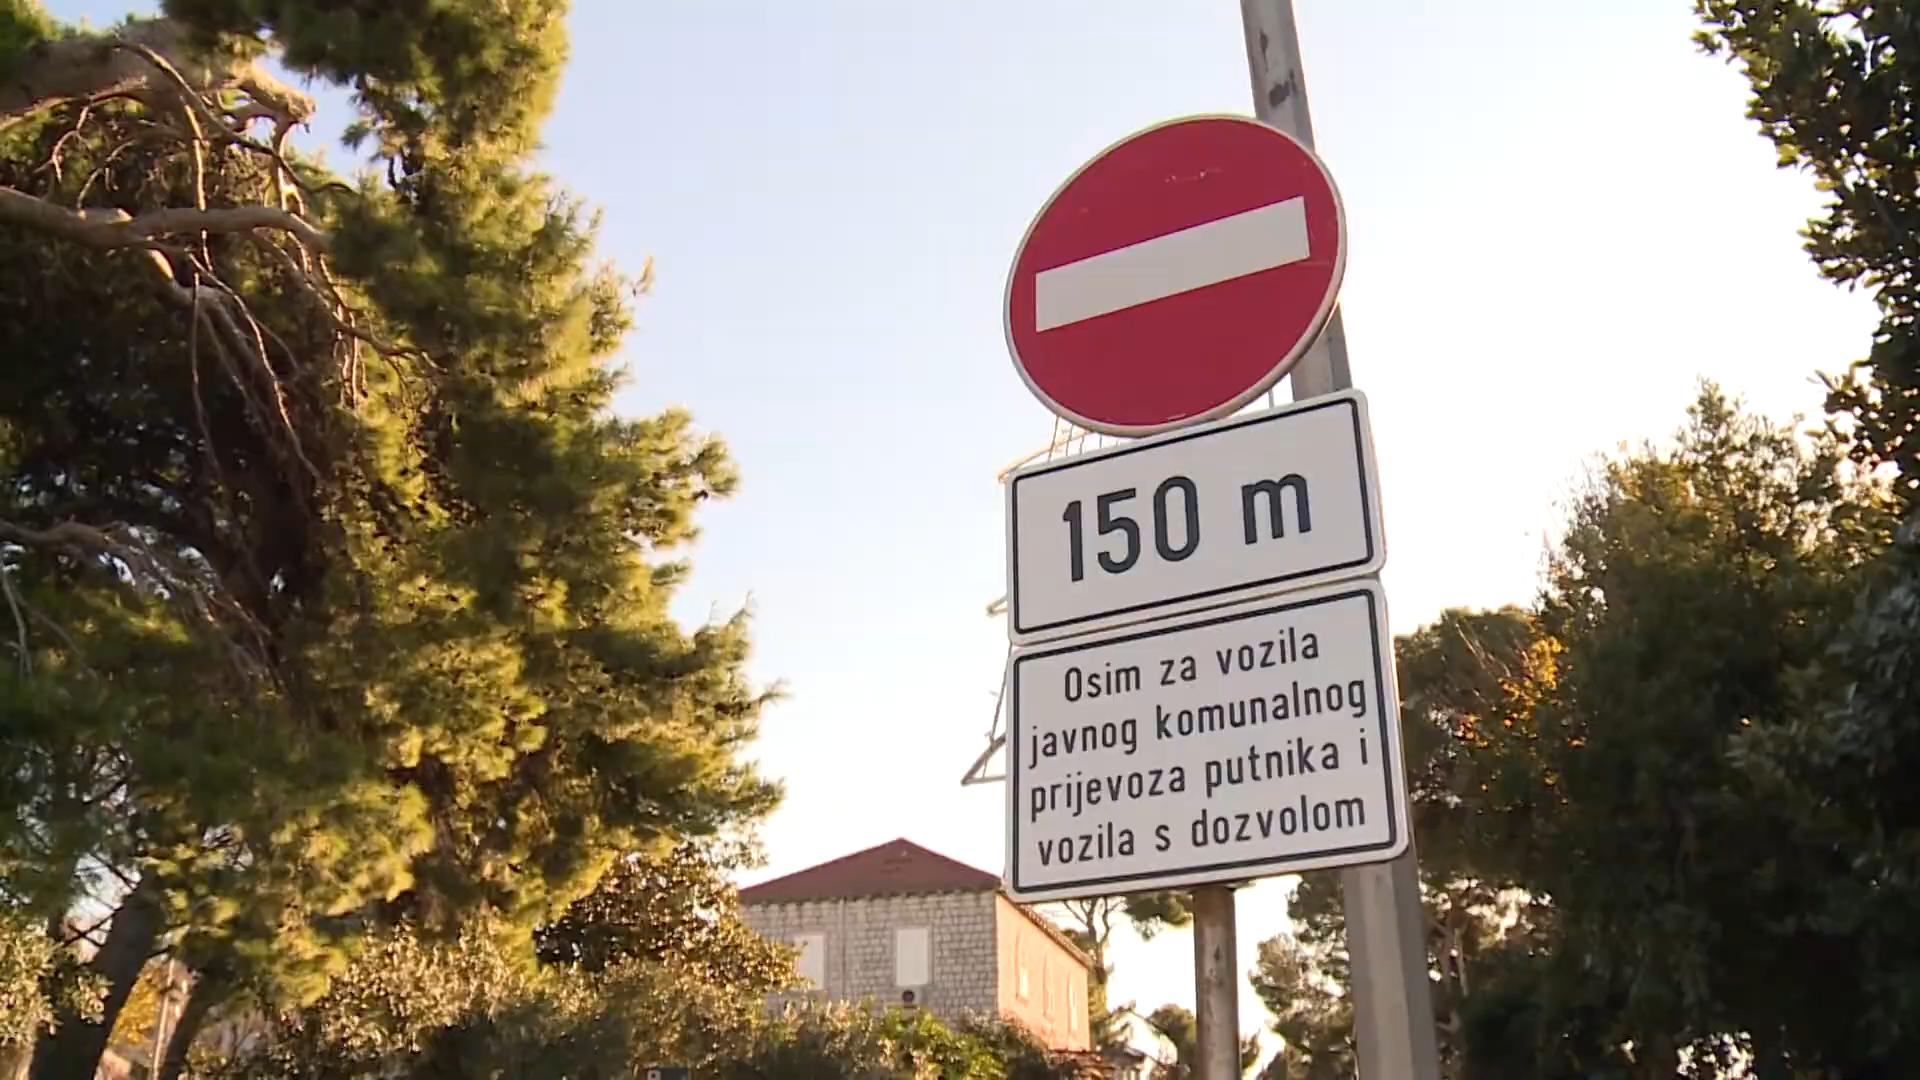 150 m
Osim za vozila
javnog komunalnog
prijevoza putnika i
vozila s dozvolom